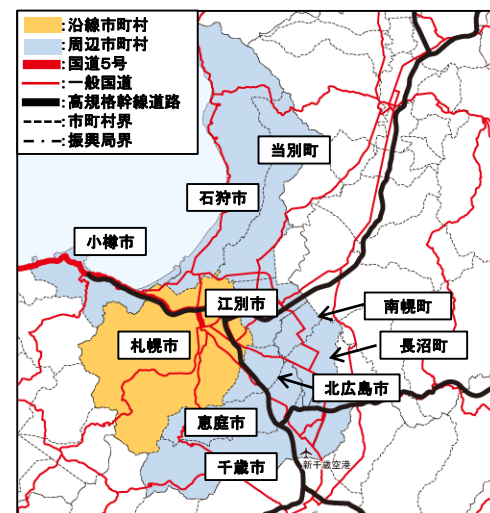 :沿線市町村
:周辺市町村
:国道5号
:一般国道
:高規格幹線道路
:市町村界
:振興局界
当別町
石狩市
小樽市
江別市
南幌町
札幌市
長沼町
北広島市
恵庭市
千歳市
新千歳空港